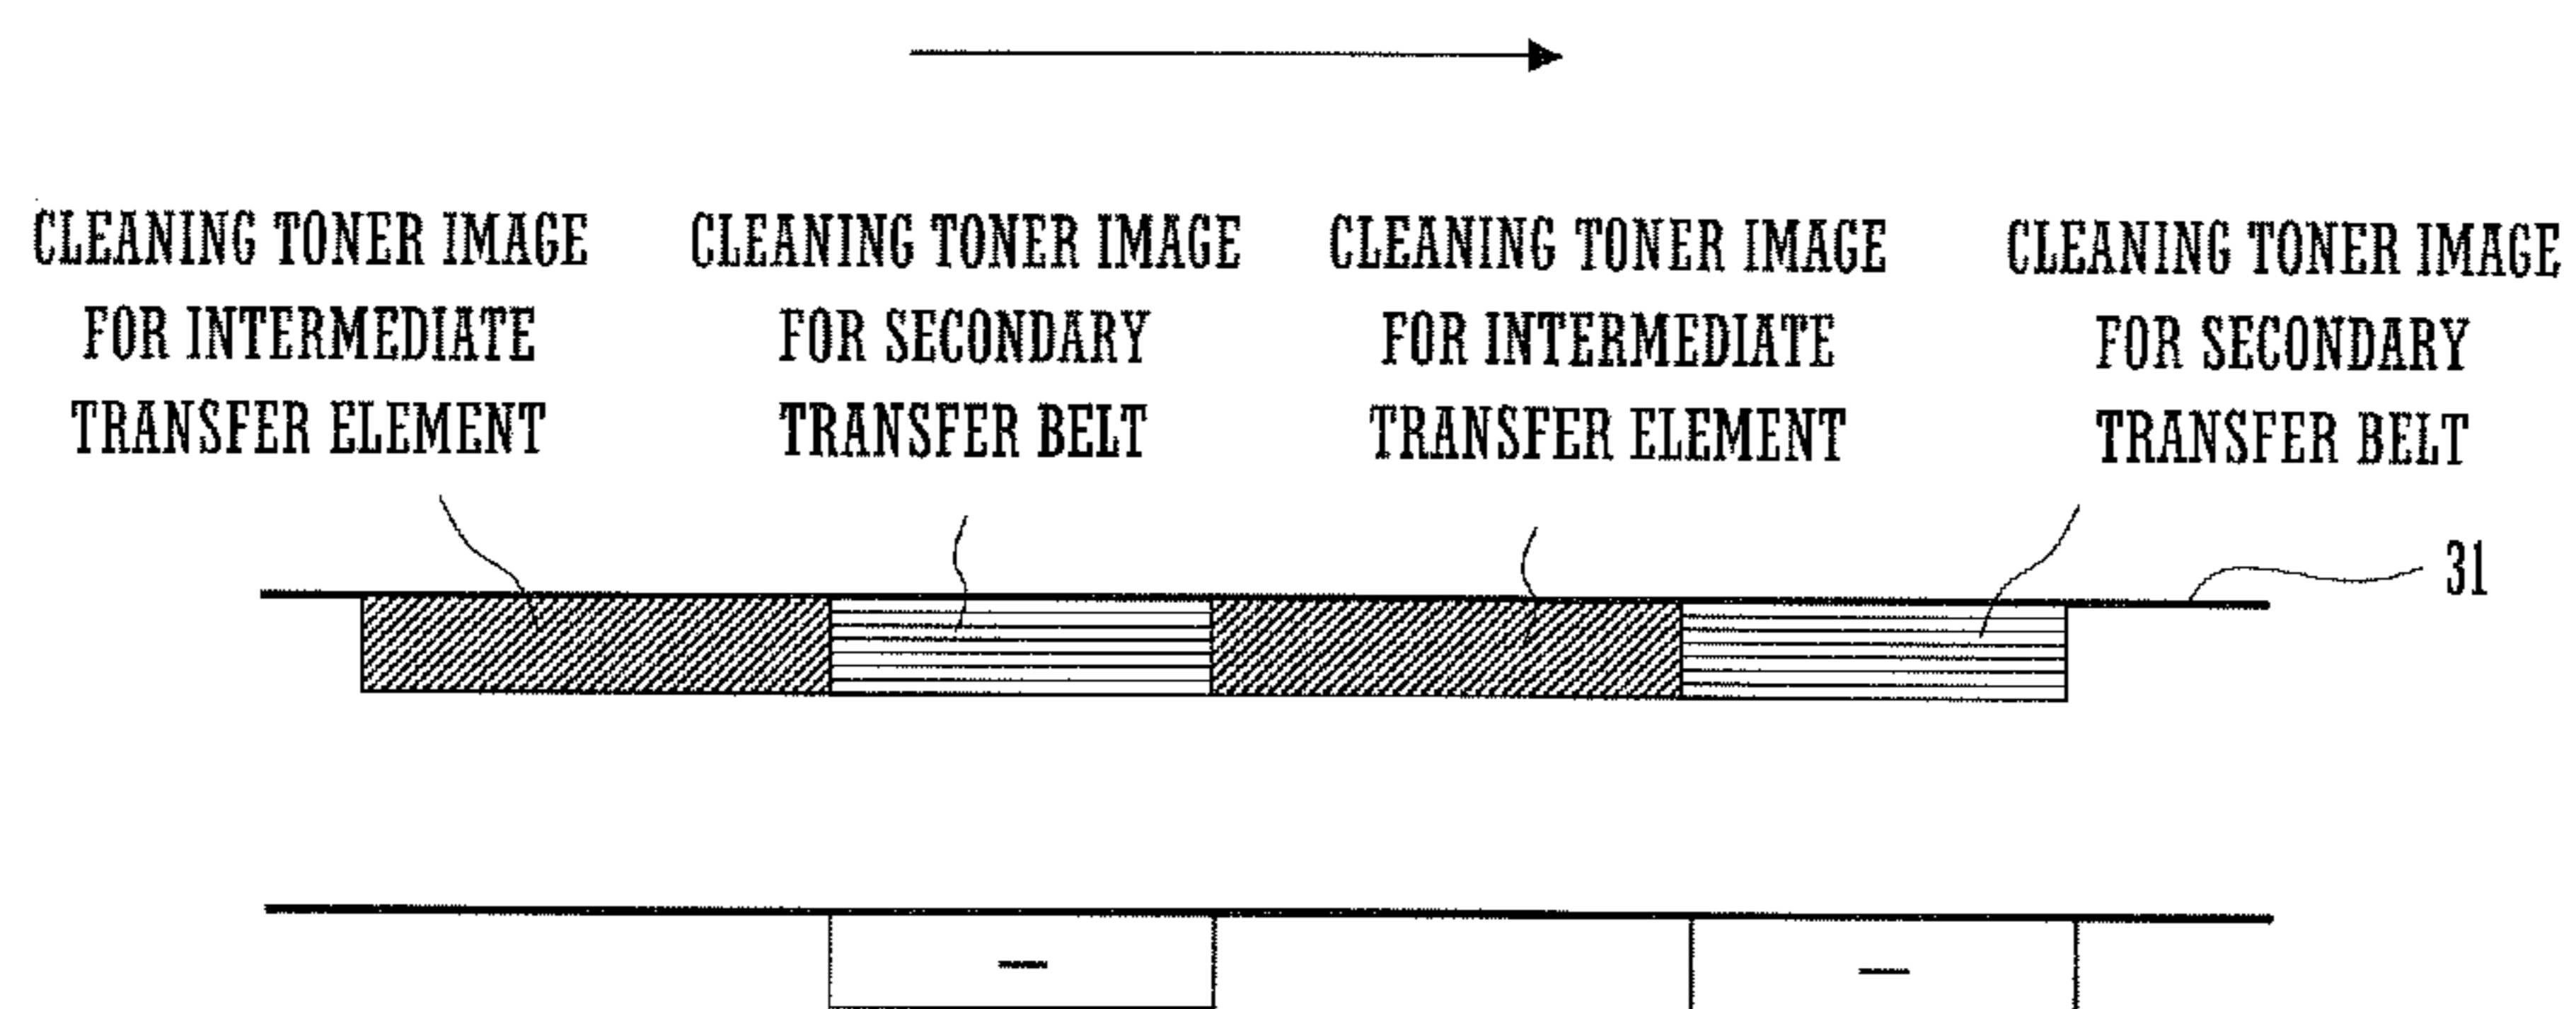 CLEANING TONER IMAGE
FOR INTERMEDIATE
TRANSFER ELEMENT
CLEANING TONER IMAGE
FOR SECONDARY
TRANSFER BELT
CLEANING TONER IMAGE
FOR INTERMEDIATE
TRANSFER ELEMENT
CLEANING TONER IMAGE
FOR SECONDARY
TRANSFER BELT
31
— —